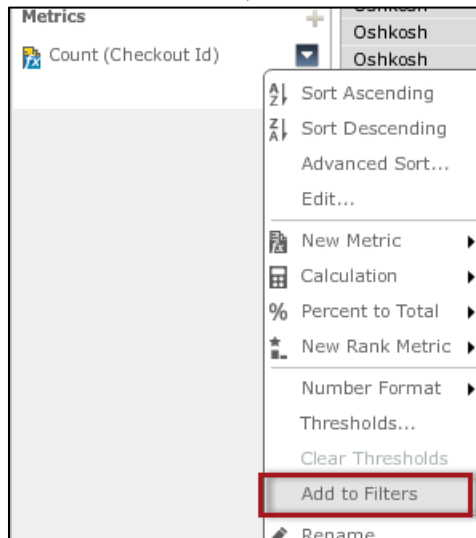 Metrics
Oshkosh
Oshkosh
Count (Checkout Id)
Oshkosh
Sort Ascending
Sort Descending
Advanced Sort...
Edit...
New Metric
Calculation
% Percent to Total
New Rank Metric
Number Format
Thresholds...
Clear Thresholds
Add to Filters
Rename